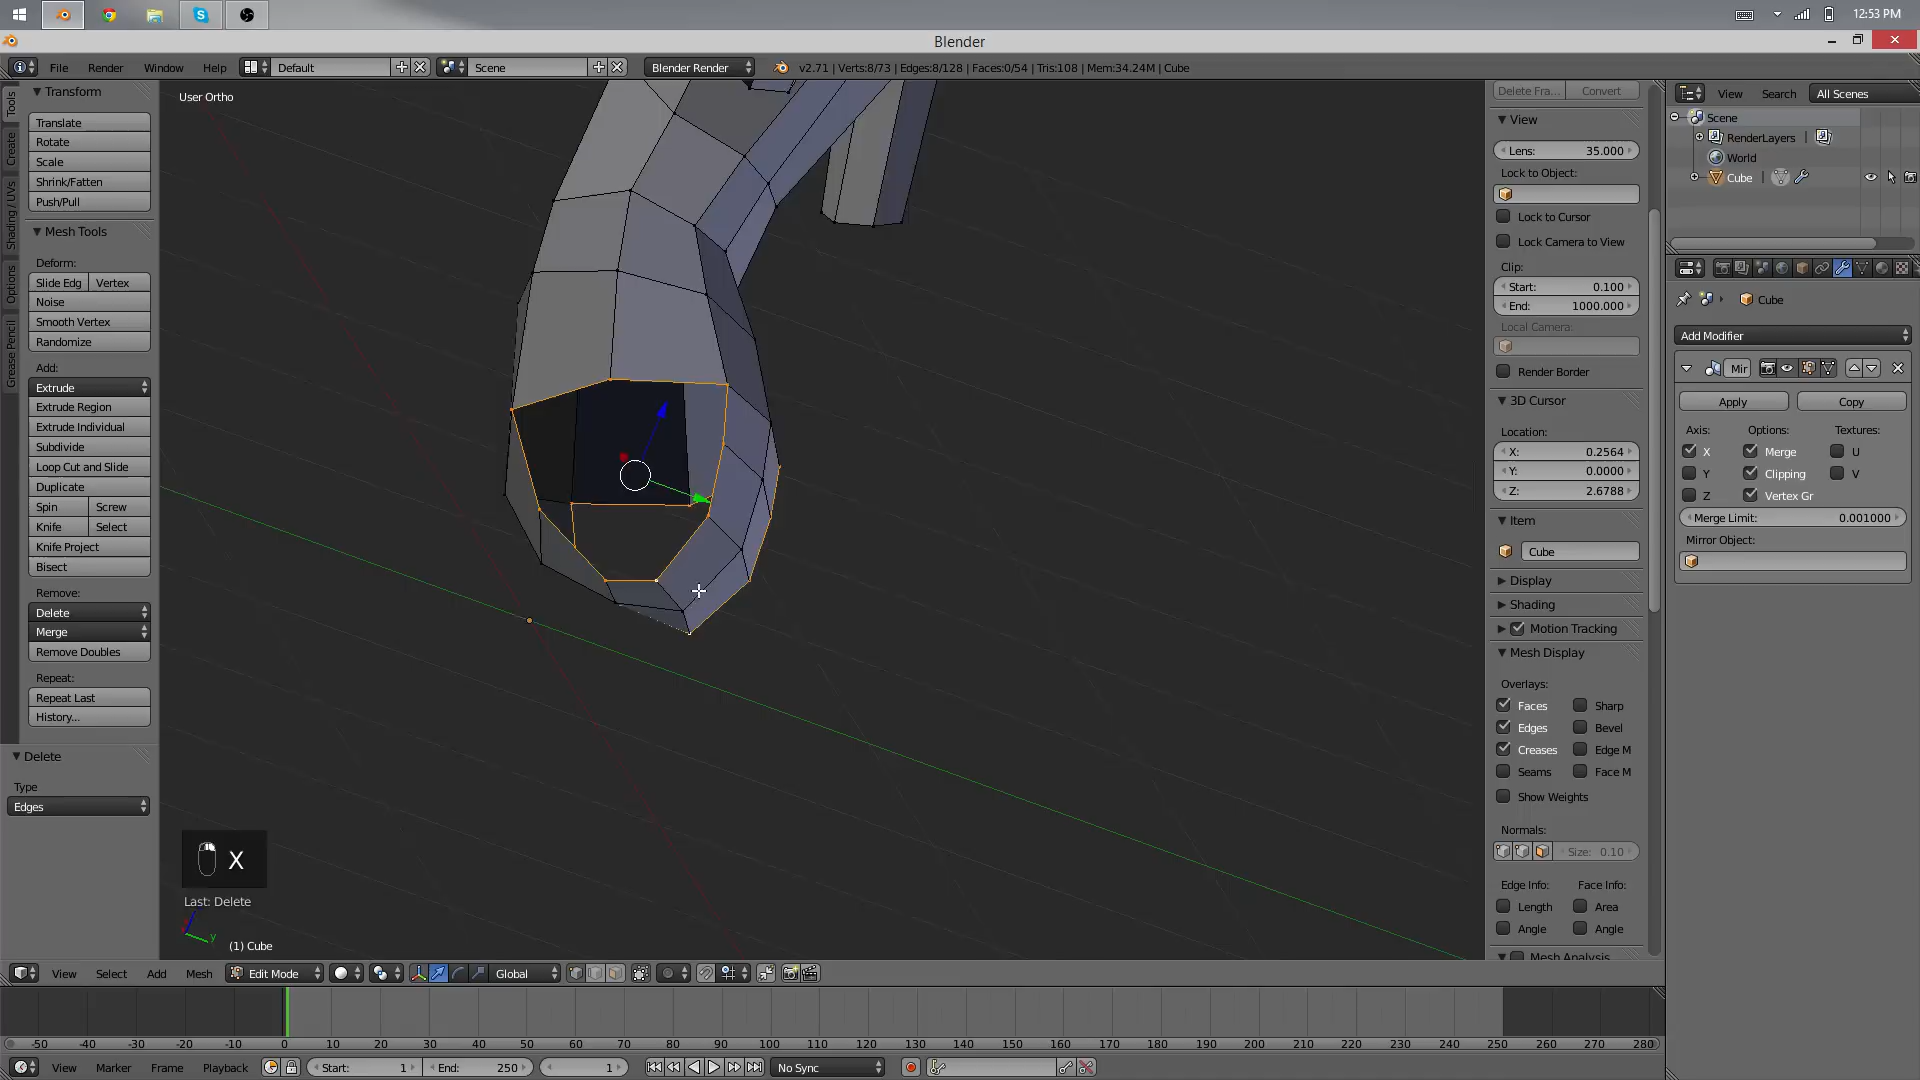 12:53 PM
Blender
File Render Window Help Default Scene Blender Render v2.71 | Verts:8/73 | Edges:8/128 | Faces:0/54 | Tris:108 | Mem:34.24M | Cube
Tools
Create
Shading / UVs
Options
Grease Pencil
Transform
Translate
Rotate
Scale
Shrink/Fatten
Push/Pull
Mesh Tools
Deform:
Slide Edg Vertex
Noise
Smooth Vertex
Randomize
Add:
Extrude
Extrude Region
Extrude Individual
Subdivide
Loop Cut and Slide
Duplicate
Spin Screw
Knife Select
Knife Project
Bisect
Remove:
Delete
Merge
Remove Doubles
Repeat:
Repeat Last
History...
Delete
Type
Edges
User Ortho
X
Last: Delete
y
(1) Cube
Delete Fra... Convert
View
Lens: 35.000
Lock to Object:
Lock to Cursor
Lock Camera to View
Clip:
Start: 0.100
End: 1000.000
Local Camera:
Render Border
3D Cursor
Location:
X: 0.2564
Y: 0.0000
Z: 2.6788
Item
Cube
Display
Shading
Motion Tracking
Mesh Display
Overlays:
Faces Sharp
Edges Bevel
Creases Edge M
Seams Face M
Show Weights
Normals:
Size: 0.10
Edge Info: Face Info:
Length Area
Angle Angle
Mesh Analysis
View Search All Scenes
Scene
RenderLayers
World
Cube
Cube
Add Modifier
Mir
Apply Copy
Axis: Options: Textures:
X Merge U
Y Clipping V
Z Vertex Gr
Merge Limit: 0.001000
Mirror Object:
View Select Add Mesh Edit Mode Global
-50 -40 -30 -20 -10 0 10 20 30 40 50 60 70 80 90 100 110 120 130 140 150 160 170 180 190 200 210 220 230 240 250 260 270 280
View Marker Frame Playback Start: 1 End: 250 1 No Sync